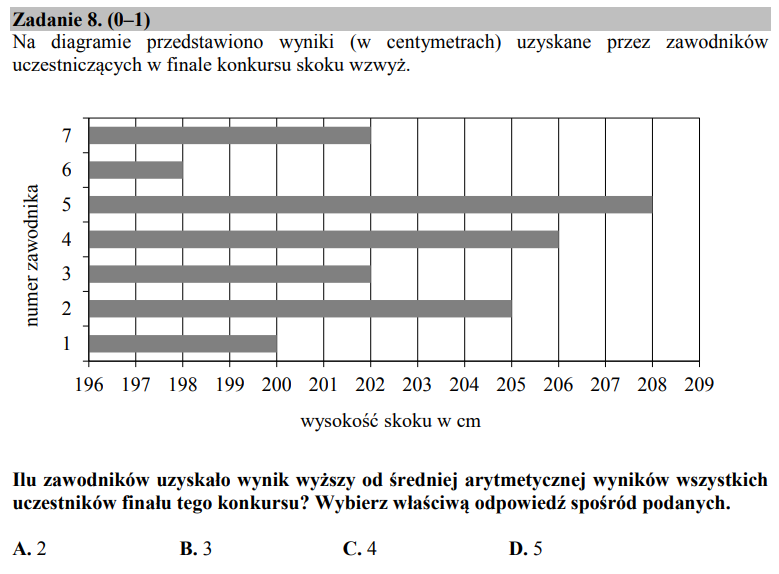 Zadanie 8. (0–1)
Na diagramie przedstawiono wyniki (w centymetrach) uzyskane przez zawodników
uczestniczących w finale konkursu skoku wzwyż.
numer zawodnika
7
6
5
4
3
2
1
196 197 198 199 200 201 202 203 204 205 206 207 208 209
wysokość skoku w cm
Ilu zawodników uzyskało wynik wyższy od średniej arytmetycznej wyników wszystkich
uczestników finału tego konkursu? Wybierz właściwą odpowiedź spośród podanych.
A. 2 B. 3 C. 4 D. 5